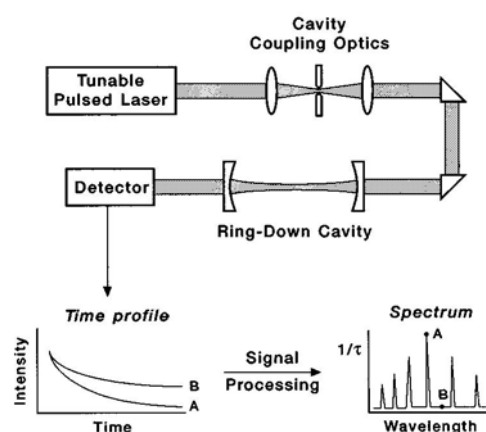 Cavity
Coupling Optics
Tunable
Pulsed Laser
Detector
Ring-Down Cavity
Time profile
Intensity
B
A
Time
Signal
Processing
Spectrum
1/τ
A
B
Wavelength